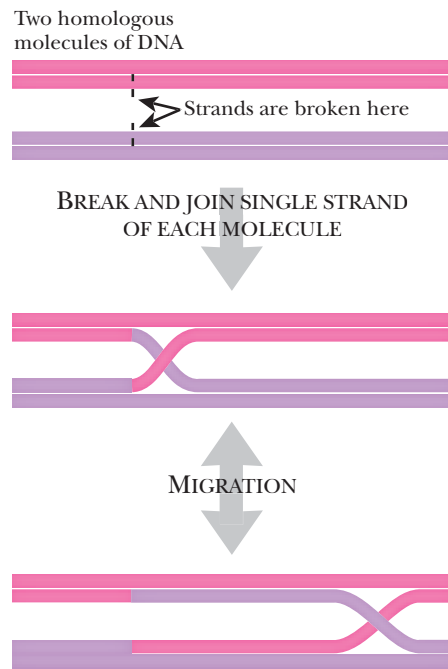 Two homologous
molecules of DNA
Strands are broken here
BREAK AND JOIN SINGLE STRAND
OF EACH MOLECULE
MIGRATION